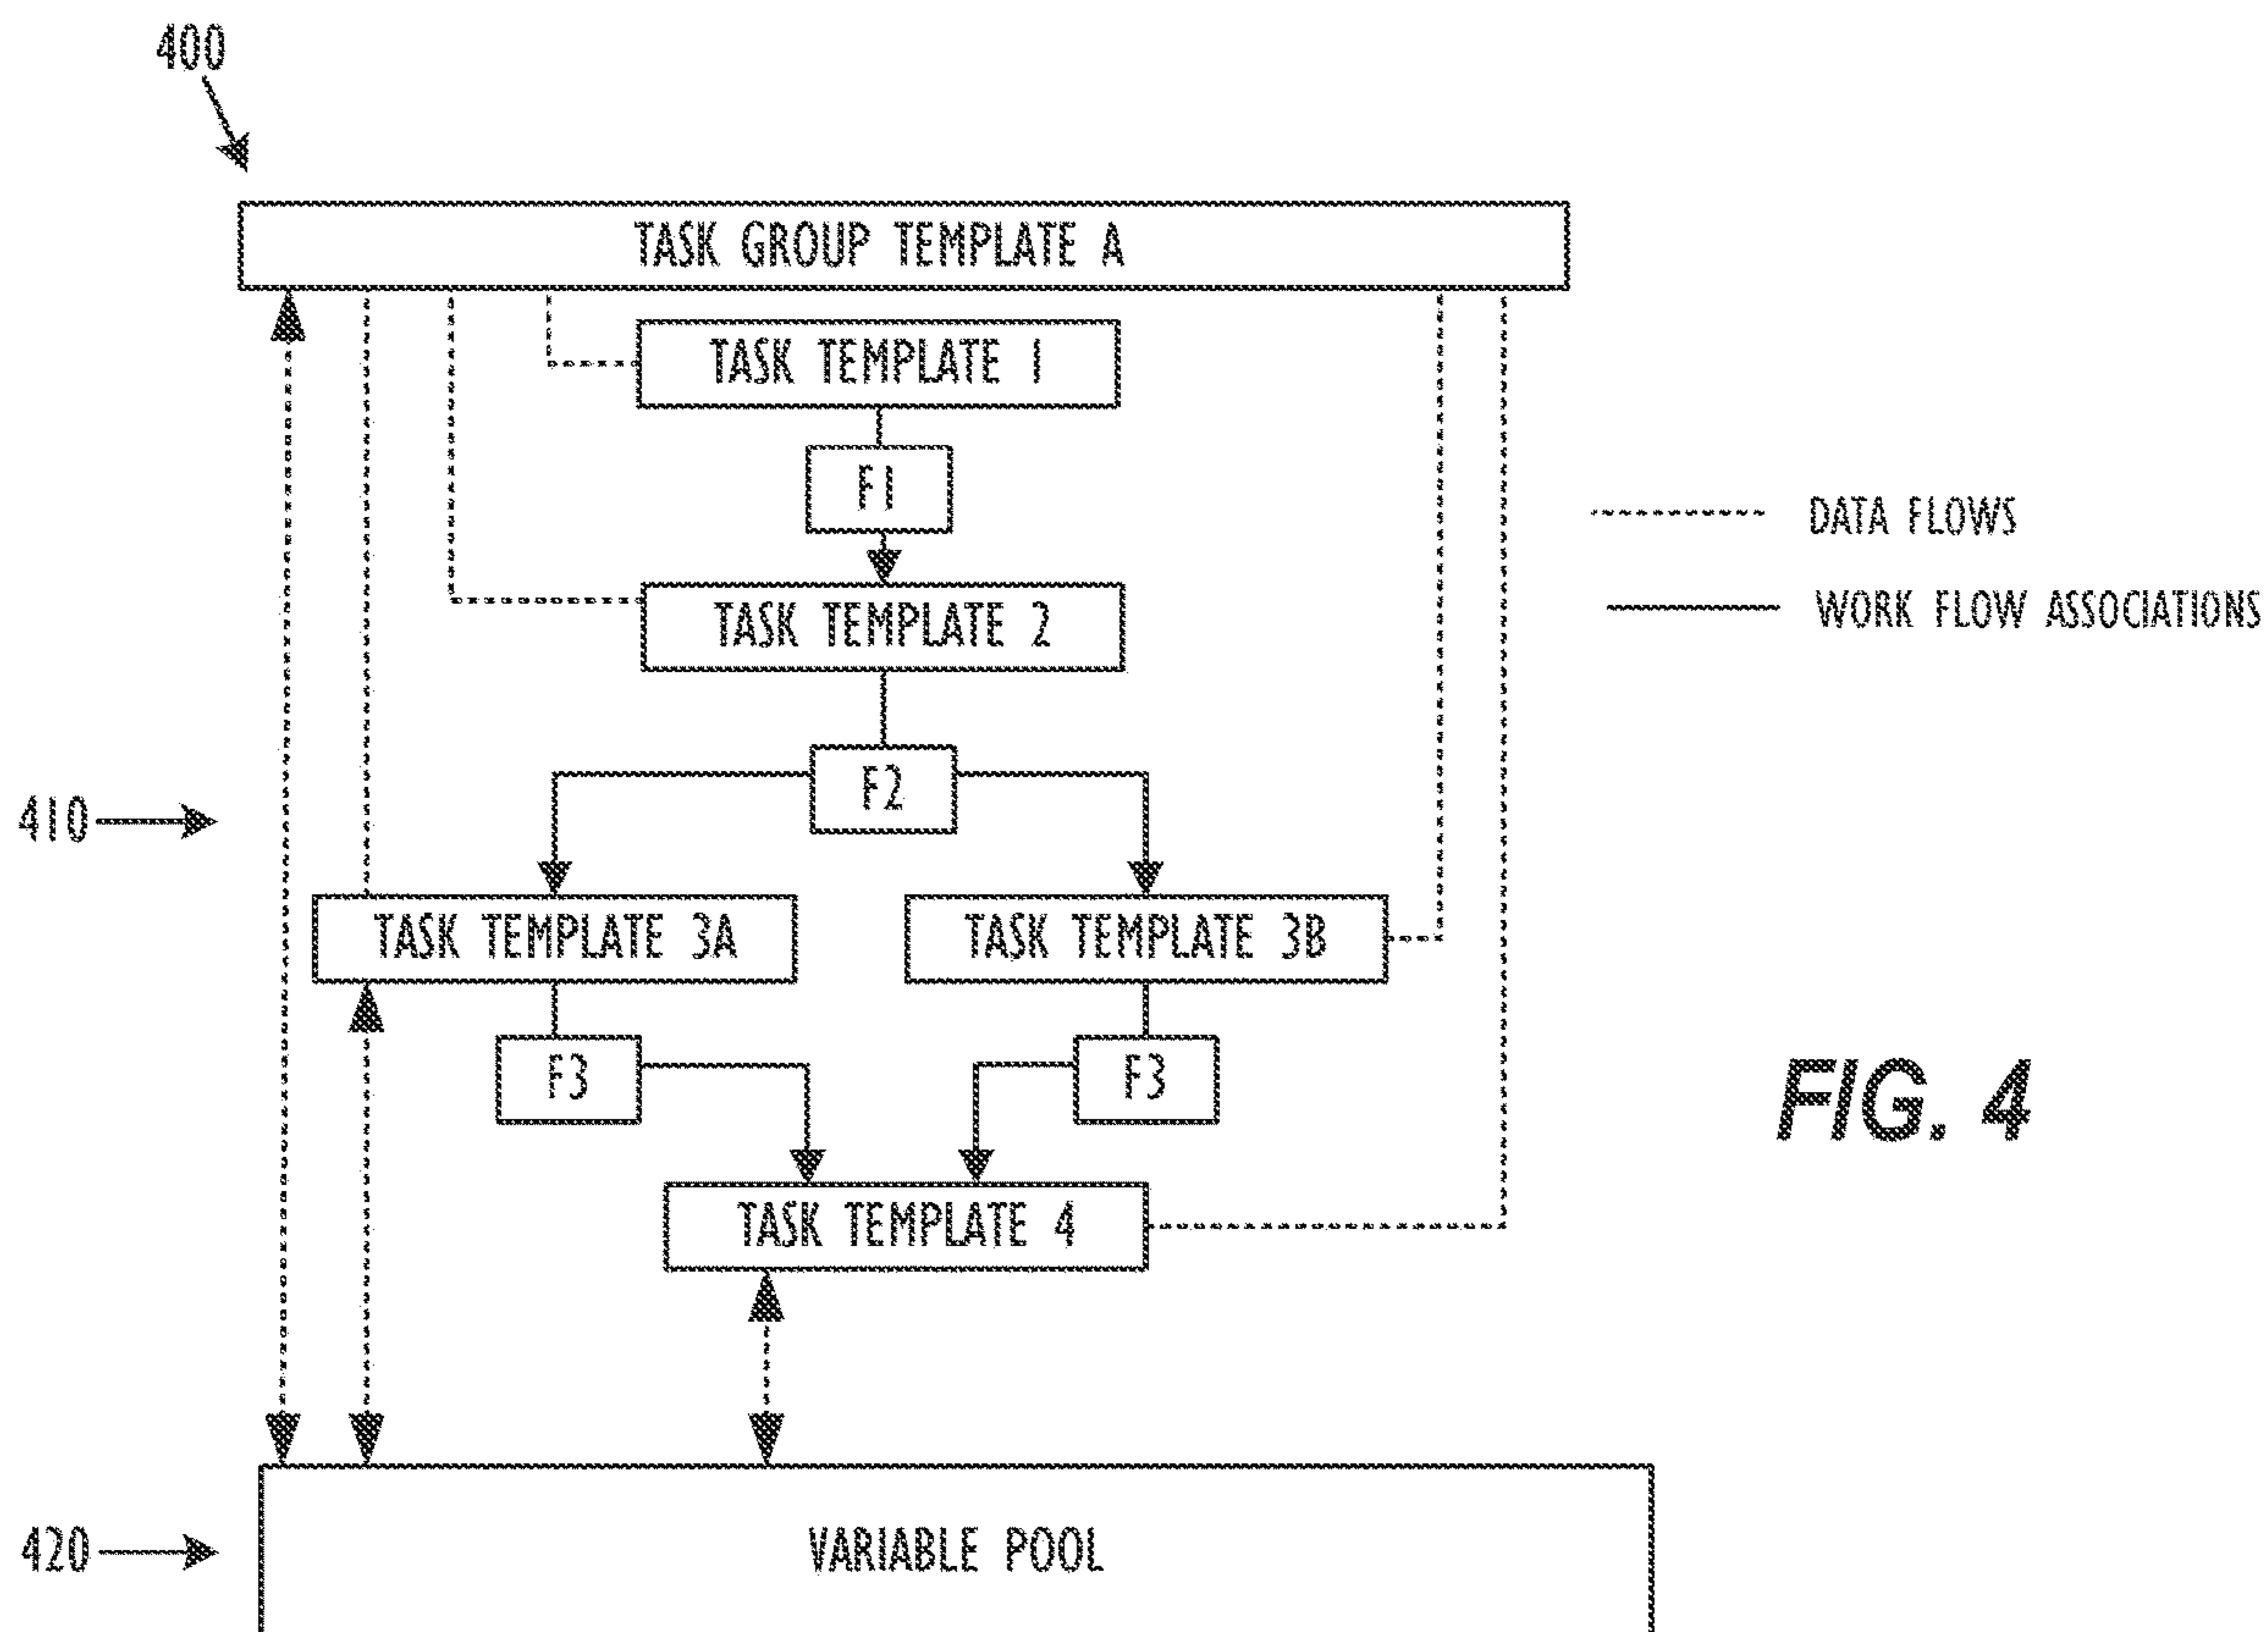 400
TASK GROUP TEMPLATE A
TASK TEMPLATE 1
F1
DATA FLOWS
WORK FLOW ASSOCIATIONS
TASK TEMPLATE 2
F2
410
TASK TEMPLATE 3A
TASK TEMPLATE 3B
F3
F3
FIG. 4
TASK TEMPLATE 4
420
VARIABLE POOL